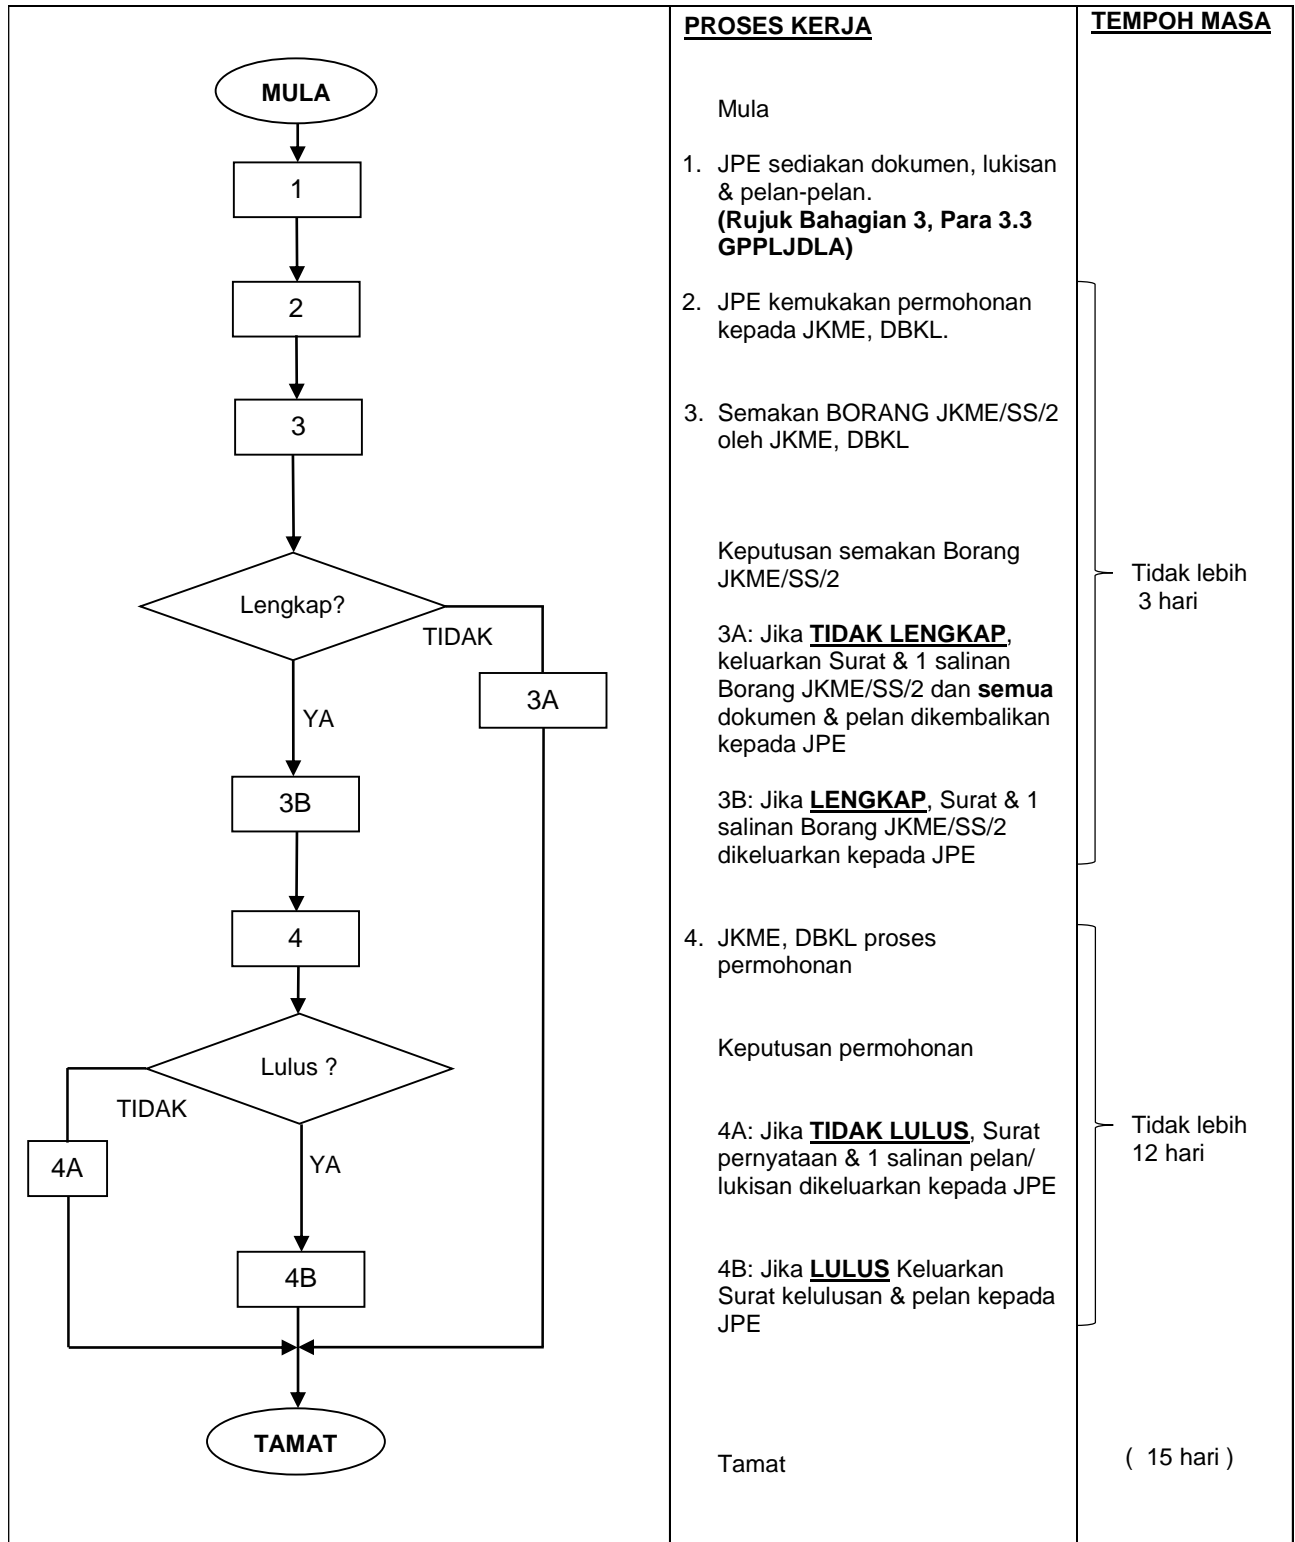 MULA
1
2
3
Lengkap?
TIDAK
3A
YA
3B
4
Lulus ?
TIDAK
4A
YA
4B
TAMAT
PROSES KERJA
Mula
1. JPE sediakan dokumen, lukisan
& pelan-pelan.
(Rujuk Bahagian 3, Para 3.3
GPPLJDLA)
2. JPE kemukakan permohonan
kepada JKME, DBKL.
3. Semakan BORANG JKME/SS/2
oleh JKME, DBKL
Keputusan semakan Borang
JKME/SS/2
3A: Jika TIDAK LENGKAP,
keluarkan Surat & 1 salinan
Borang JKME/SS/2 dan semua
dokumen & pelan dikembalikan
kepada JPE
3B: Jika LENGKAP, Surat & 1
salinan Borang JKME/SS/2
dikeluarkan kepada JPE
4. JKME, DBKL proses
permohonan
Keputusan permohonan
4A: Jika TIDAK LULUS, Surat
pernyataan & 1 salinan pelan/
lukisan dikeluarkan kepada JPE
4B: Jika LULUS Keluarkan
Surat kelulusan & pelan kepada
JPE
Tamat
TEMPOH MASA
Tidak lebih
3 hari
Tidak lebih
12 hari
( 15 hari )